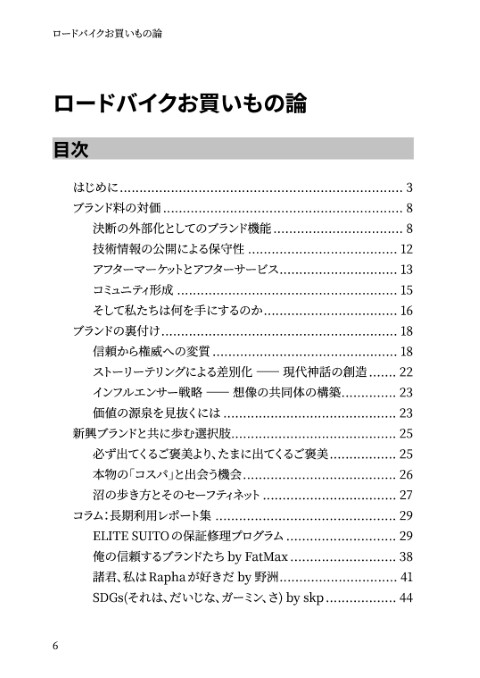 ロードバイクお買いもの論
ロードバイクお買いもの論
目次
はじめに........................................................................ 3
ブランド料の対価............................................................. 8
決断の外部化としてのブランド機能................................. 8
技術情報の公開による保守性 ...................................... 12
アフターマーケットとアフターサービス.............................. 13
コミュニティ形成 ........................................................ 15
そして私たちは何を手にするのか.................................. 16
ブランドの裏付け............................................................ 18
信頼から権威への変質 ............................................... 18
ストーリーテリングによる差別化 ―― 現代神話の創造....... 22
インフルエンサー戦略 ―― 想像の共同体の構築.............. 23
価値の源泉を見抜くには ............................................ 23
新興ブランドと共に歩む選択肢.......................................... 25
必ず出てくるご褒美より、たまに出てくるご褒美................. 25
本物の「コスパ」と出会う機会....................................... 26
沼の歩き方とそのセーフティネット .................................. 27
コラム：長期利用レポート集 .............................................. 29
ELITE SUITOの保証修理プログラム ............................ 29
俺の信頼するブランドたち by FatMax ........................... 38
諸君、私はRaphaが好きだ by 野洲.............................. 41
SDGs(それは、だいじな、ガーミン、さ) by skp.................. 44
6